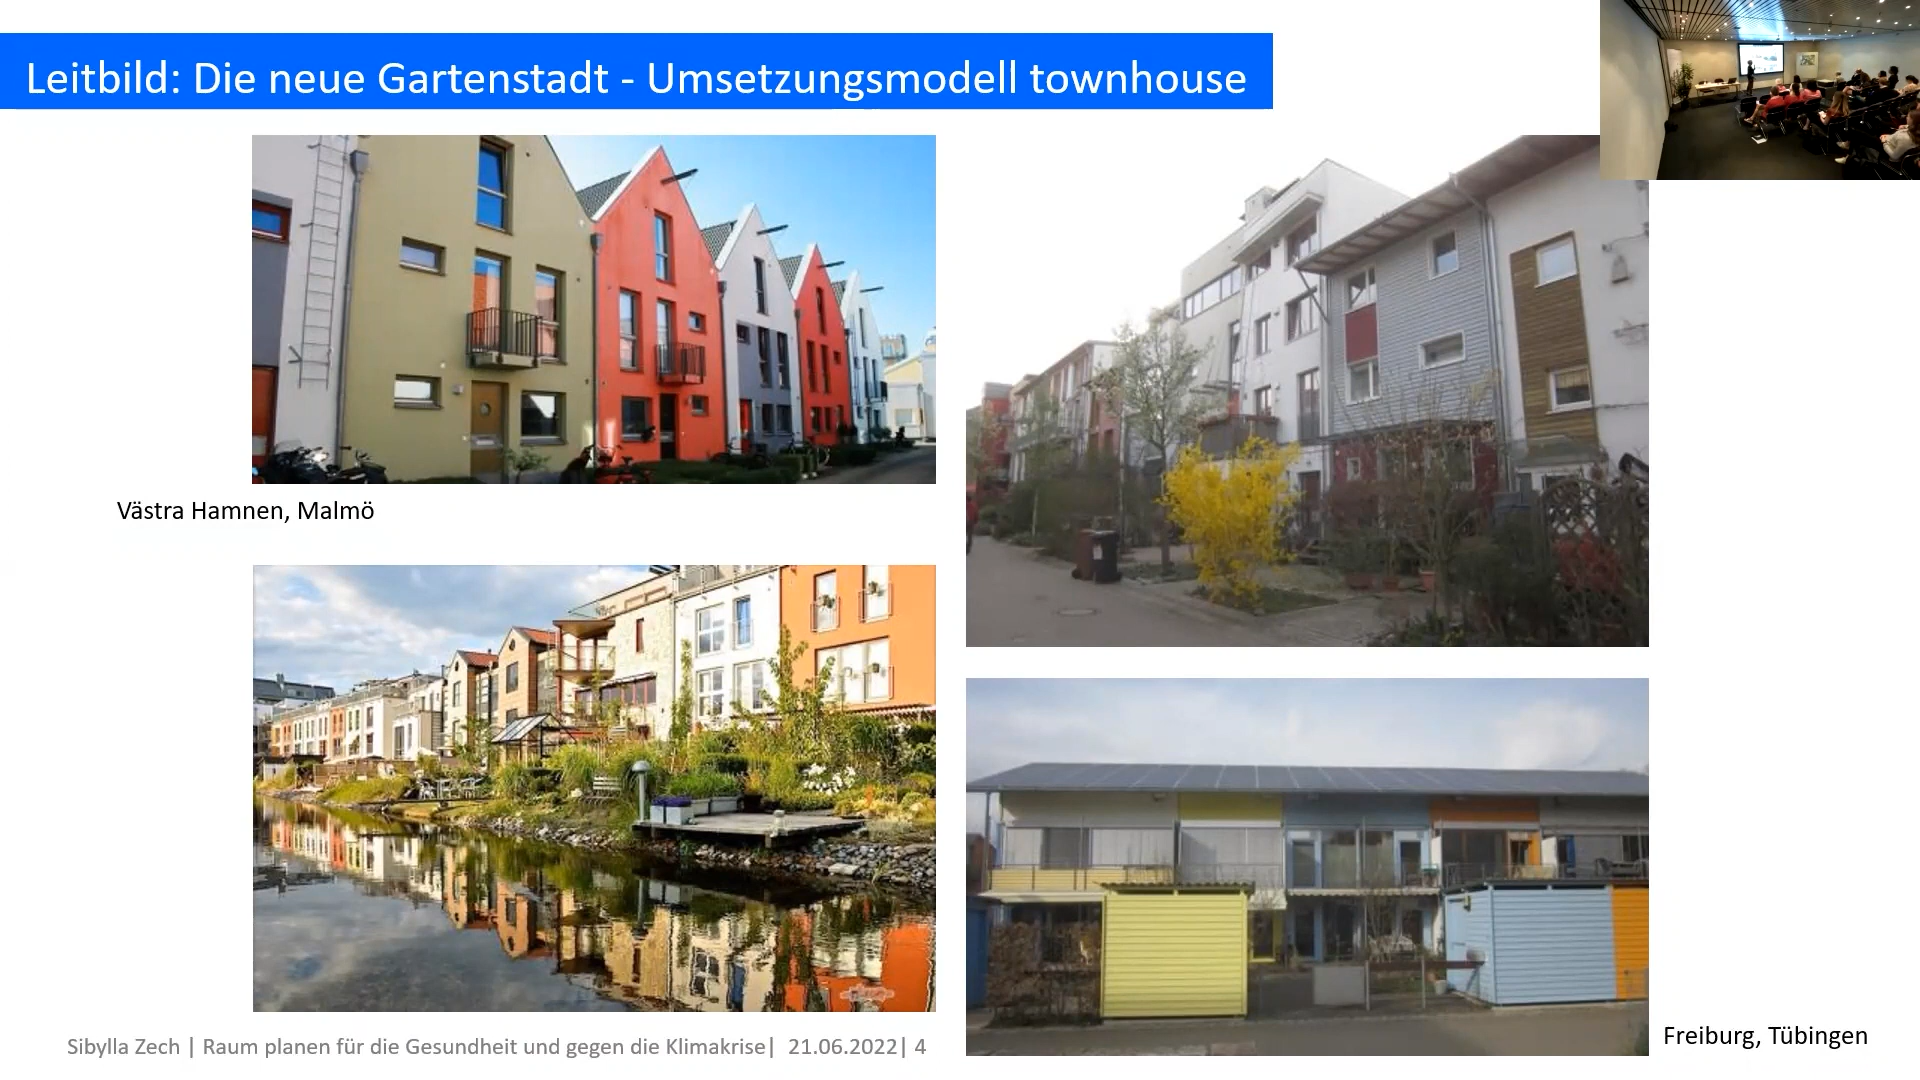 Leitbild: Die neue Gartenstadt - Umsetzungsmodell townhouse
Västra Hamnen, Malmö
Freiburg, Tübingen
Sibylla Zech | Raum planen für die Gesundheit und gegen die Klimakrise| 21.06.2022| 4